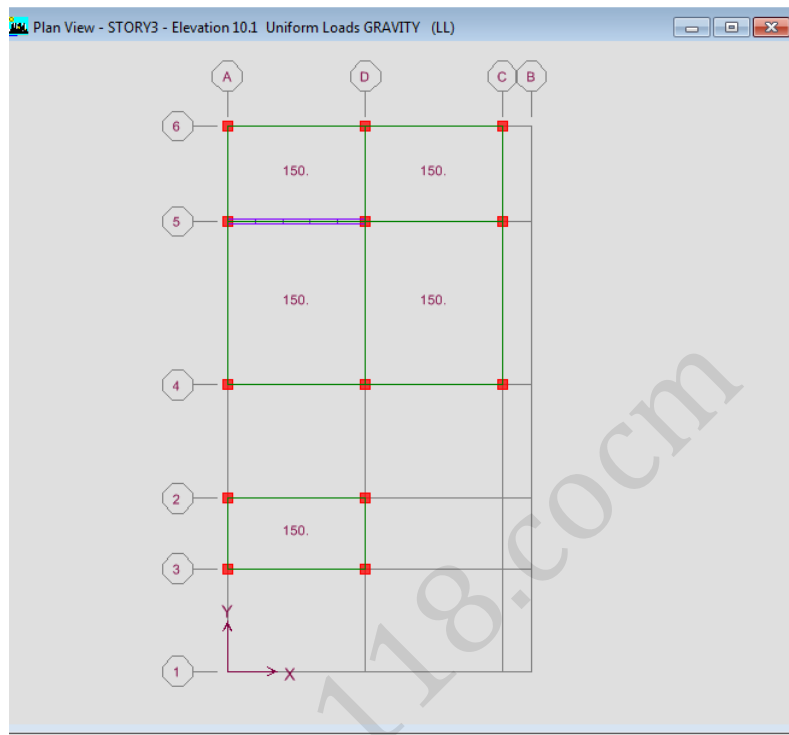 Plan View - STORY3 - Elevation 10.1 Uniform Loads GRAVITY (LL)
A D C B
6
150. 150.
5
150. 150.
4
2
150.
3
Y
X
1
118.cocm